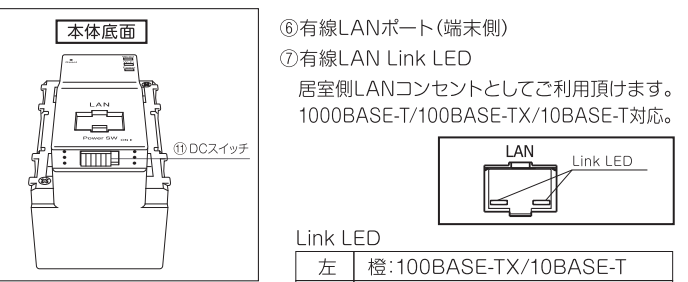 本体底面
LAN
Power SW ON
⑪DCスイッチ
⑥有線LANポート(端末側)
⑦有線LAN Link LED
居室側LANコンセントとしてご利用頂けます。
1000BASE-T/100BASE-TX/10BASE-T対応。
LAN
Link LED
Link LED
左 橙:100BASE-TX/10BASE-T